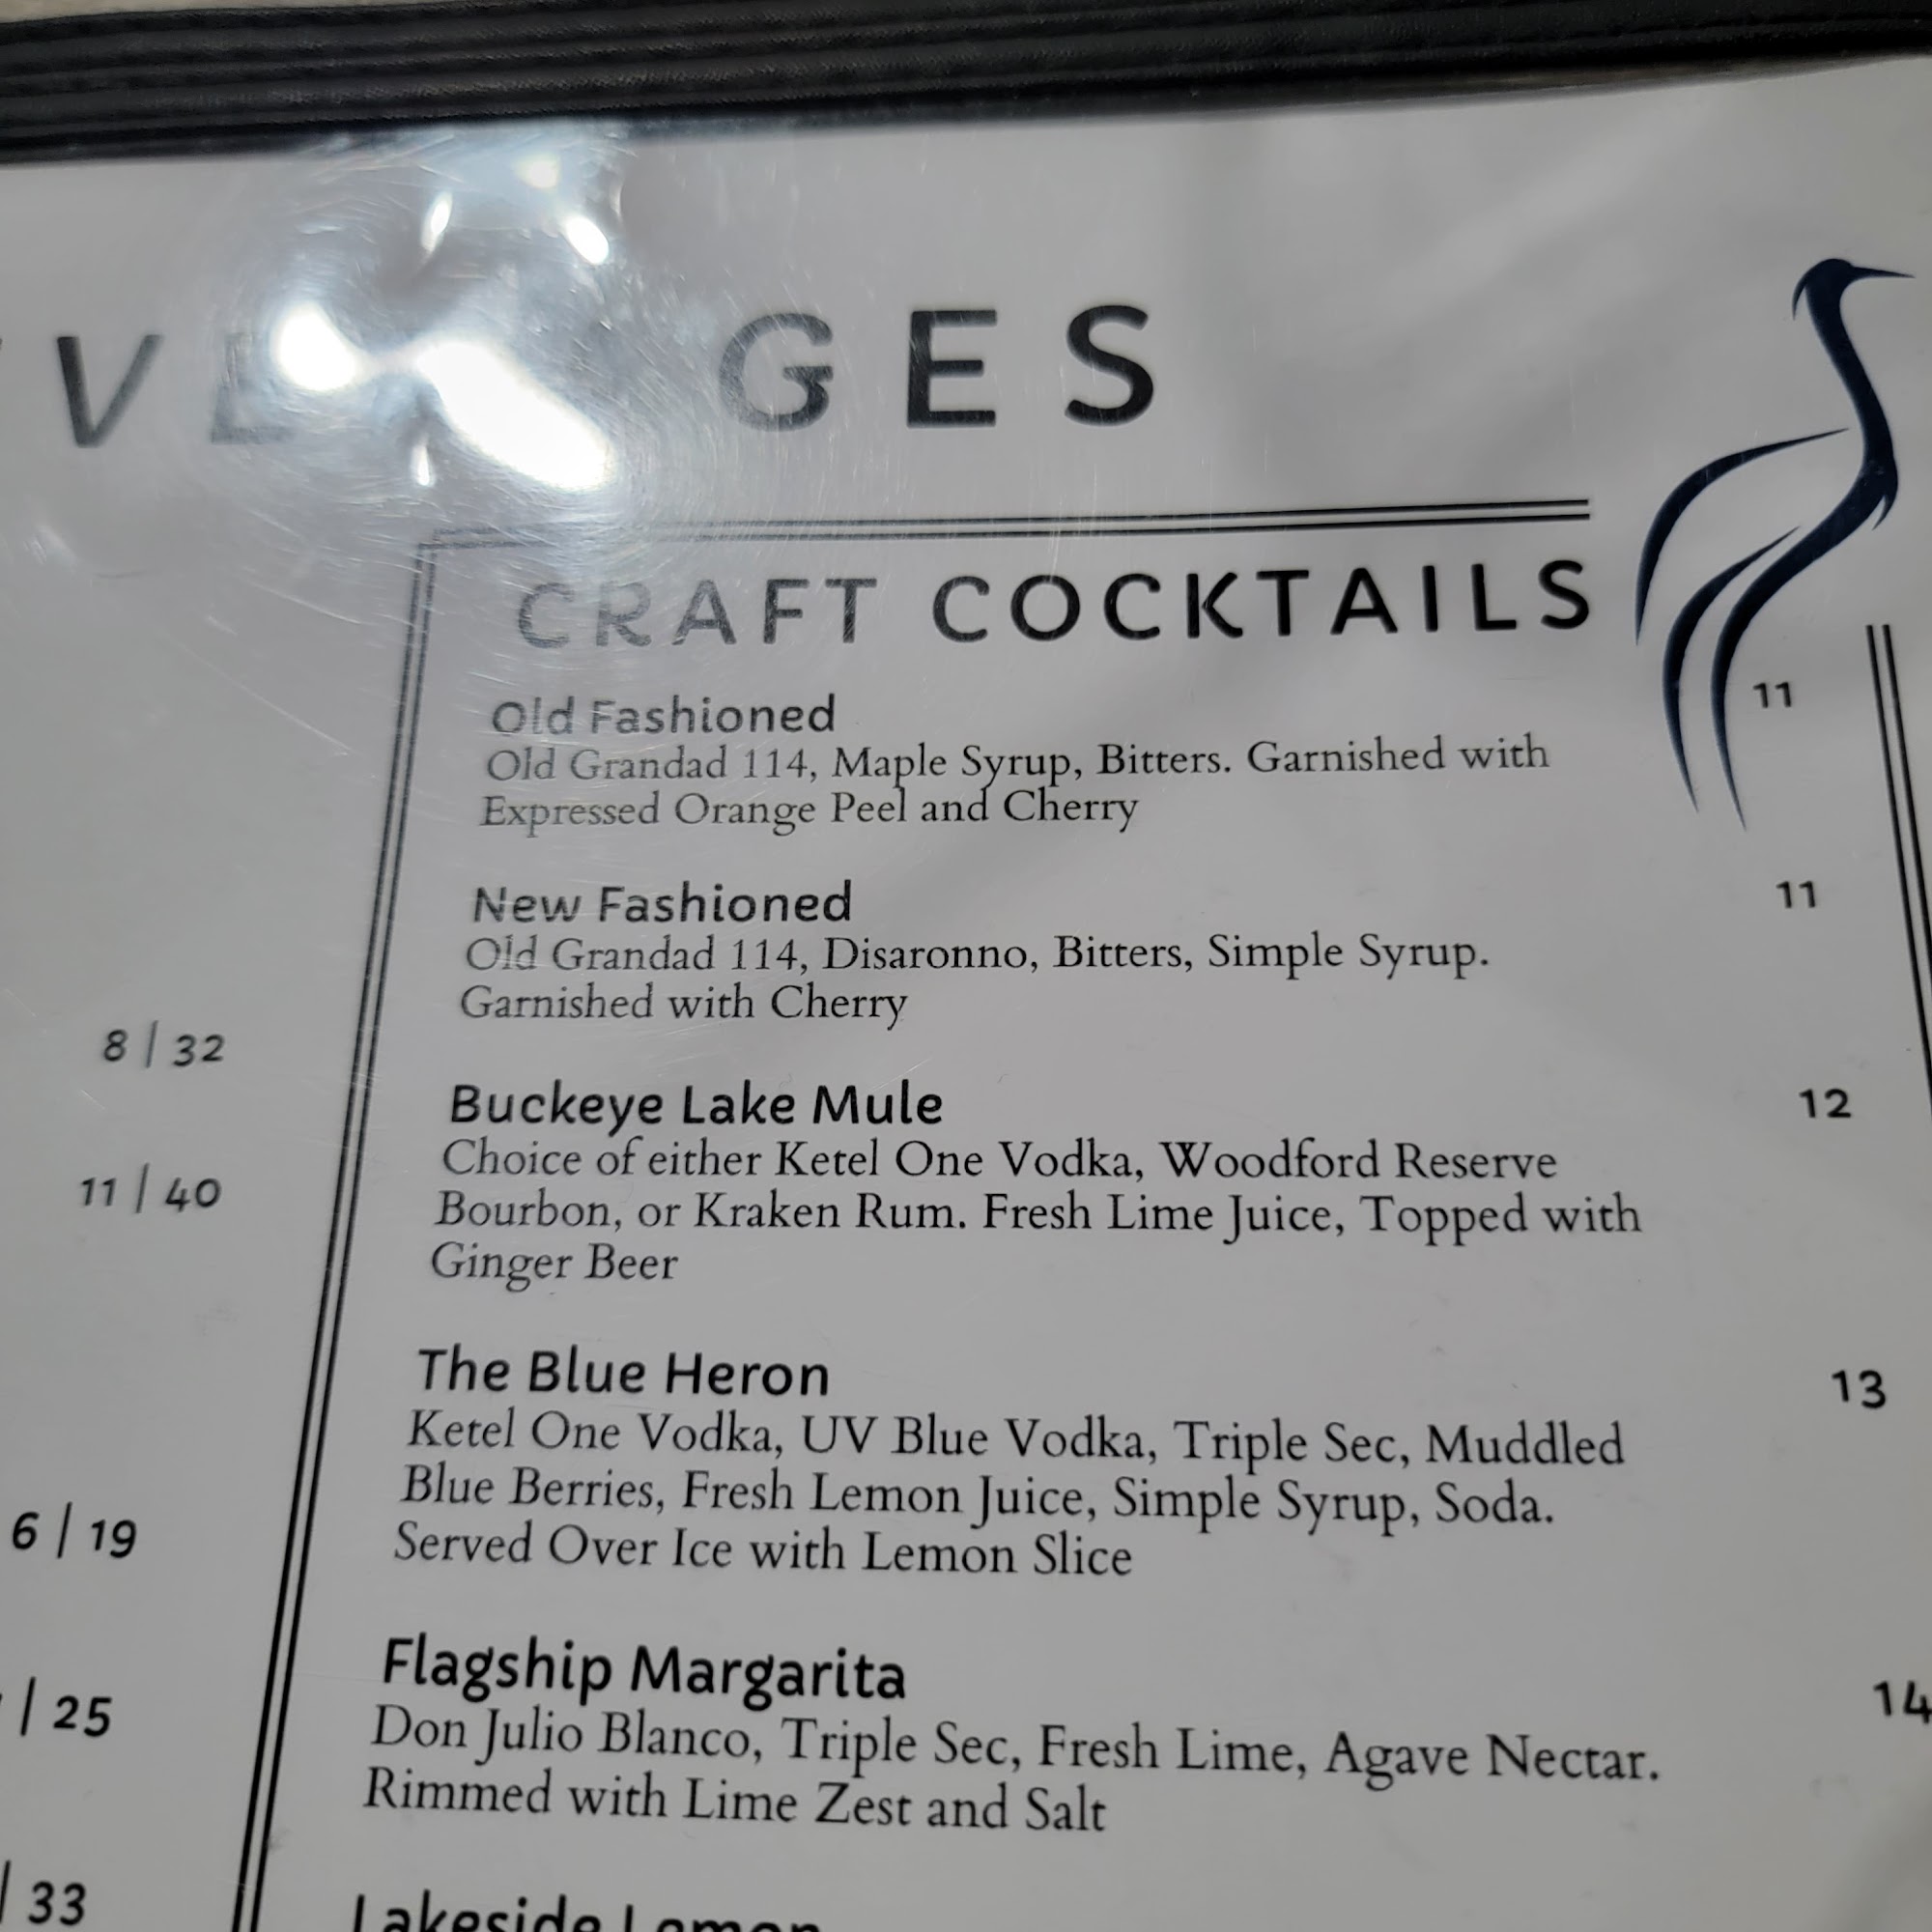 GES
CRAFT COCKTAILS
Old Fashioned 11
Old Grandad 114, Maple Syrup, Bitters. Garnished with
Expressed Orange Peel and Cherry
New Fashioned 11
Old Grandad 114, Disaronno, Bitters, Simple Syrup.
Garnished with Cherry
Buckeye Lake Mule 12
Choice of either Ketel One Vodka, Woodford Reserve
Bourbon, or Kraken Rum. Fresh Lime Juice, Topped with
Ginger Beer
The Blue Heron 13
Ketel One Vodka, UV Blue Vodka, Triple Sec, Muddled
Blue Berries, Fresh Lemon Juice, Simple Syrup, Soda.
Served Over Ice with Lemon Slice
Flagship Margarita 14
Don Julio Blanco, Triple Sec, Fresh Lime, Agave Nectar.
Rimmed with Lime Zest and Salt
Lakeside Lemon
8 | 32
11 | 40
6 | 19
| 25
| 33